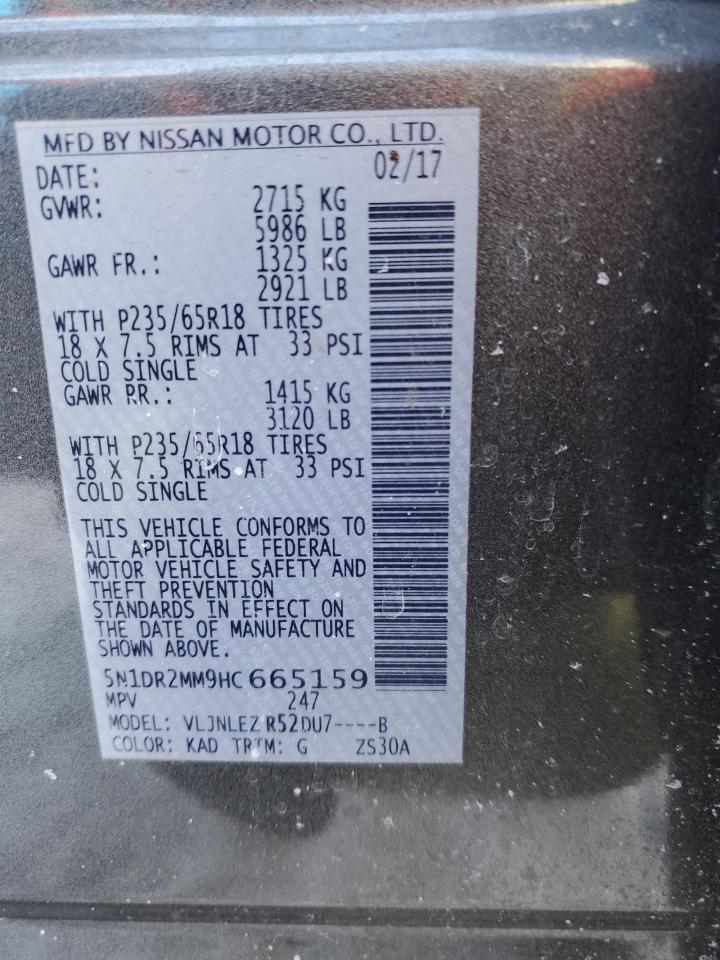 MFD BY NISSAN MOTOR CO., LTD.
DATE: 02/17
GVWR: 2715 KG
5986 LB
GAWR FR.: 1325 KG
2921 LB
WITH P235/65R18 TIRES
18 X 7.5 RIMS AT 33 PSI
COLD SINGLE
GAWR RR.: 1415 KG
3120 LB
WITH P235/65R18 TIRES
18 X 7.5 RIMS AT 33 PSI
COLD SINGLE
THIS VEHICLE CONFORMS TO
ALL APPLICABLE FEDERAL
MOTOR VEHICLE SAFETY AND
THEFT PREVENTION
STANDARDS IN EFFECT ON
THE DATE OF MANUFACTURE
SHOWN ABOVE.
5N1DR2MM9HC665159
MPV 247
MODEL: VLJNLEZ R52DU7----B
COLOR: KAD TRIM: G ZS30A